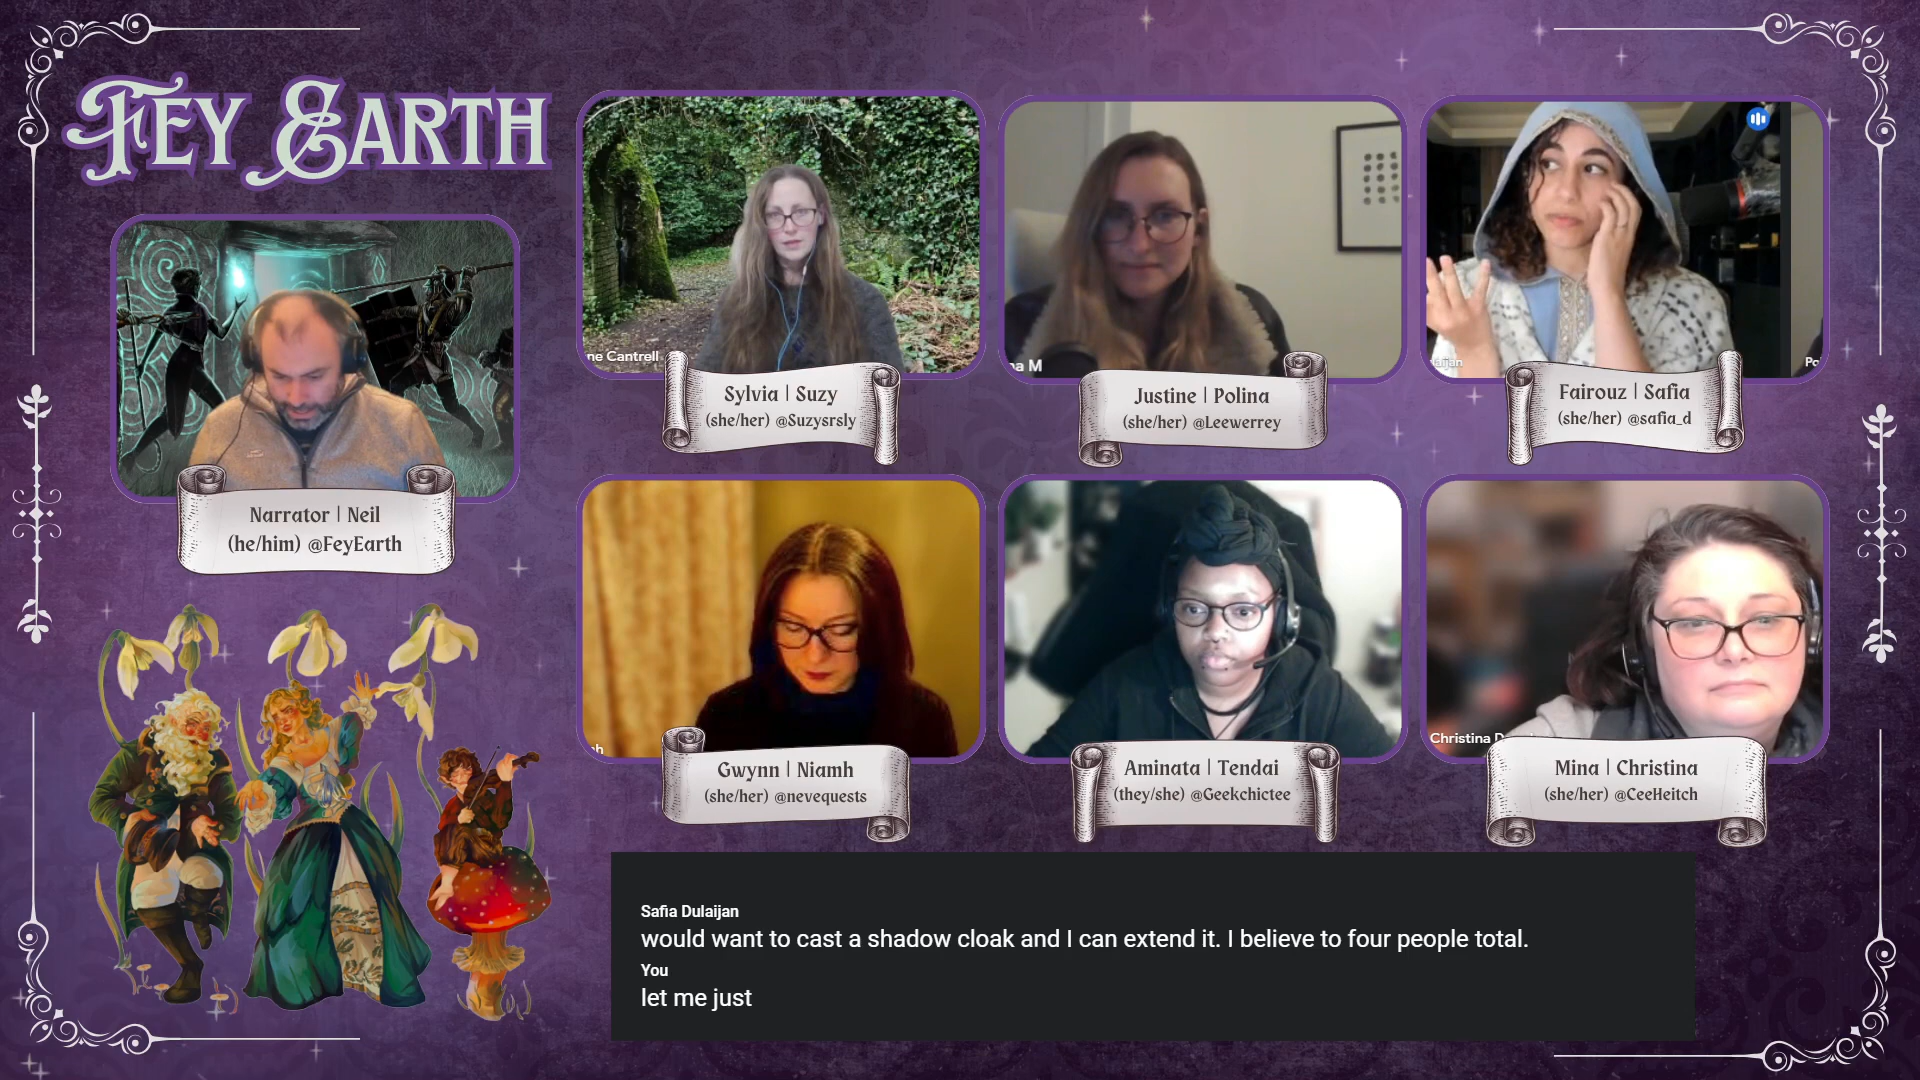 Fey Earth
Narrator | Neil
(he/him) @FeyEarth
ne Cantrell
Sylvia | Suzy
(she/her) @Suzysrsly
na M
Justine | Polina
(she/her) @Leewerrey
Fairouz | Safia
(she/her) @safia_d
Gwynn | Niamh
(she/her) @nevequests
Aminata | Tendai
(they/she) @Geekchictee
Christina D
Mina | Christina
(she/her) @CeeHeitch
Safia Dulaijan
would want to cast a shadow cloak and I can extend it. I believe to four people total.
You
let me just